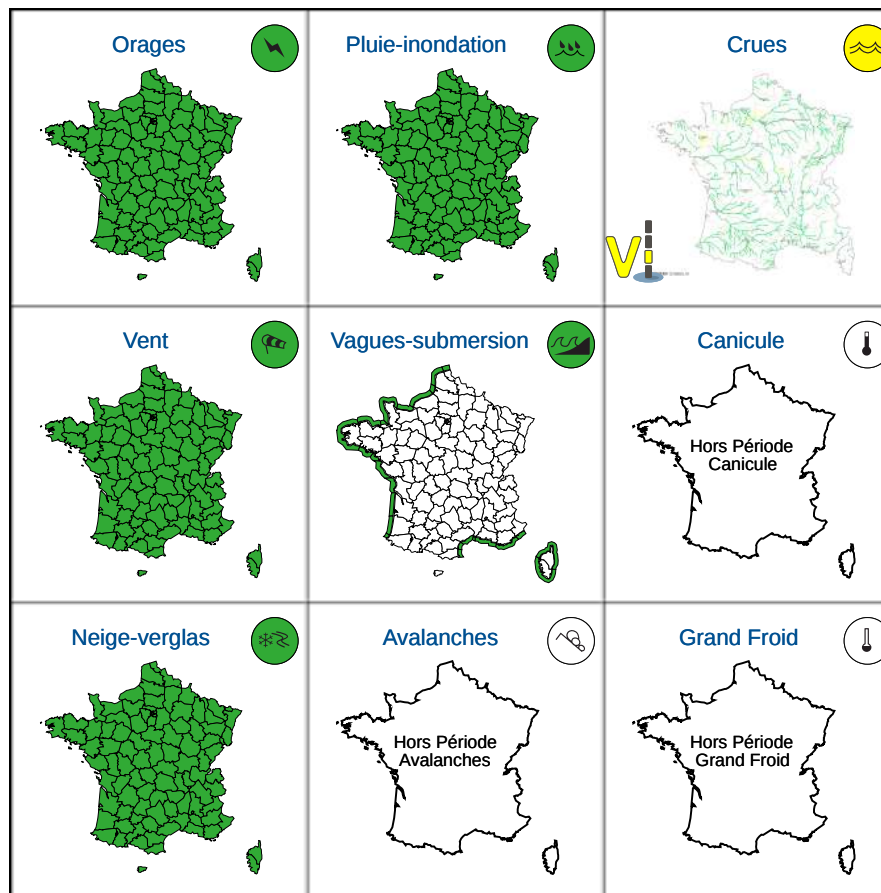 Orages
Pluie-inondation
Crues
Vi
Vent
Vagues-submersion
Canicule
Hors Période
Canicule
Neige-verglas
Avalanches
Grand Froid
Hors Période
Avalanches
Hors Période
Grand Froid